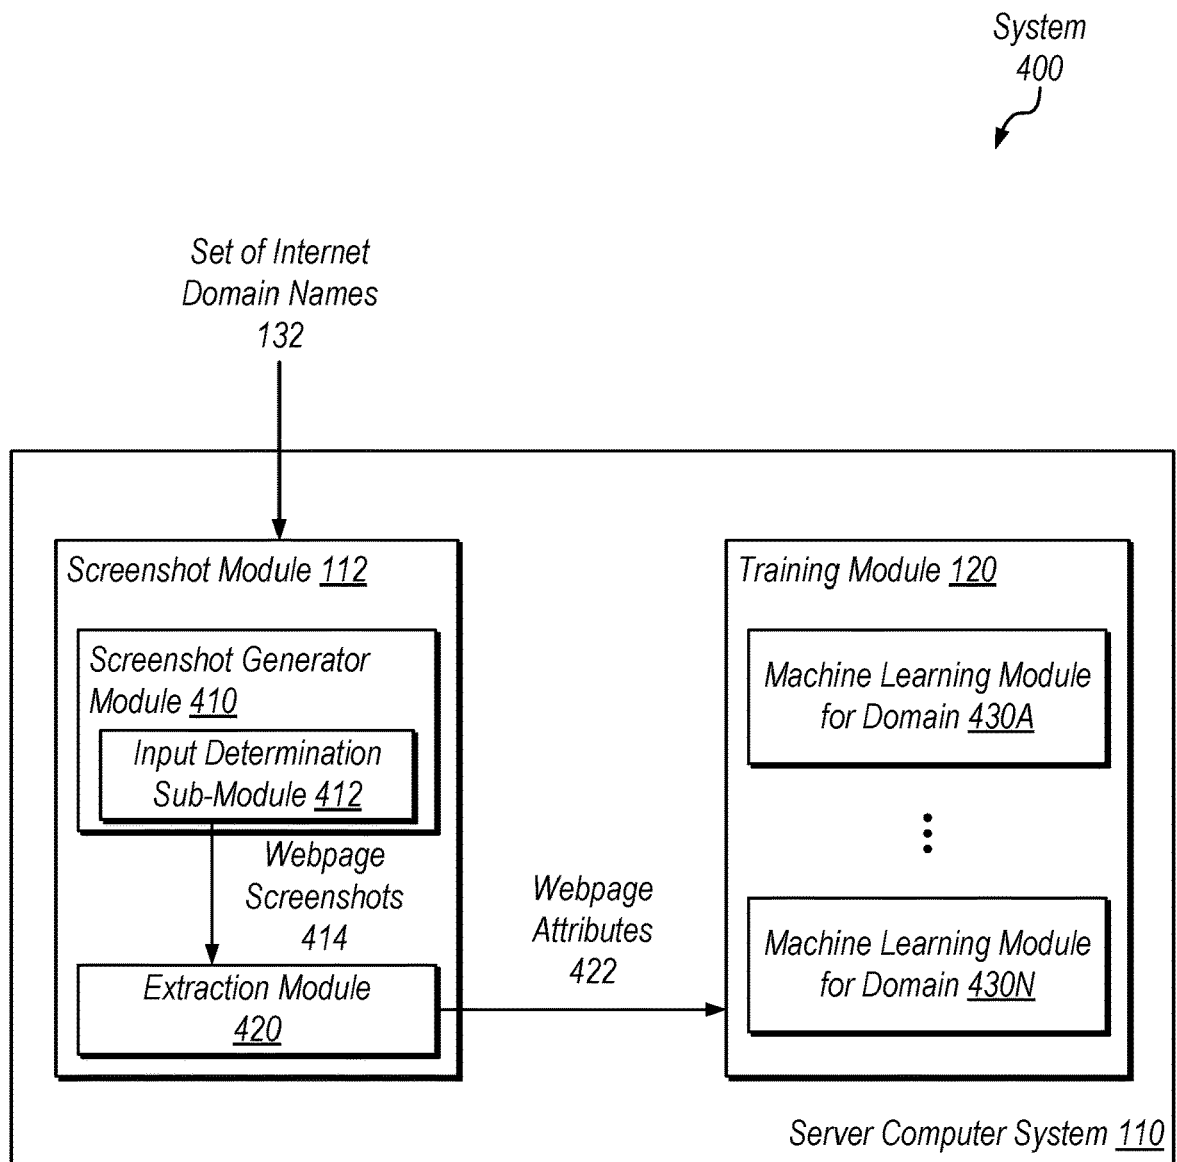 System
400
Set of Internet
Domain Names
132
Screenshot Module 112
Screenshot Generator
Module 410
Input Determination
Sub-Module 412
Webpage
Screenshots
414
Extraction Module
420
Webpage
Attributes
422
Training Module 120
Machine Learning Module
for Domain 430A
Machine Learning Module
for Domain 430N
Server Computer System 110